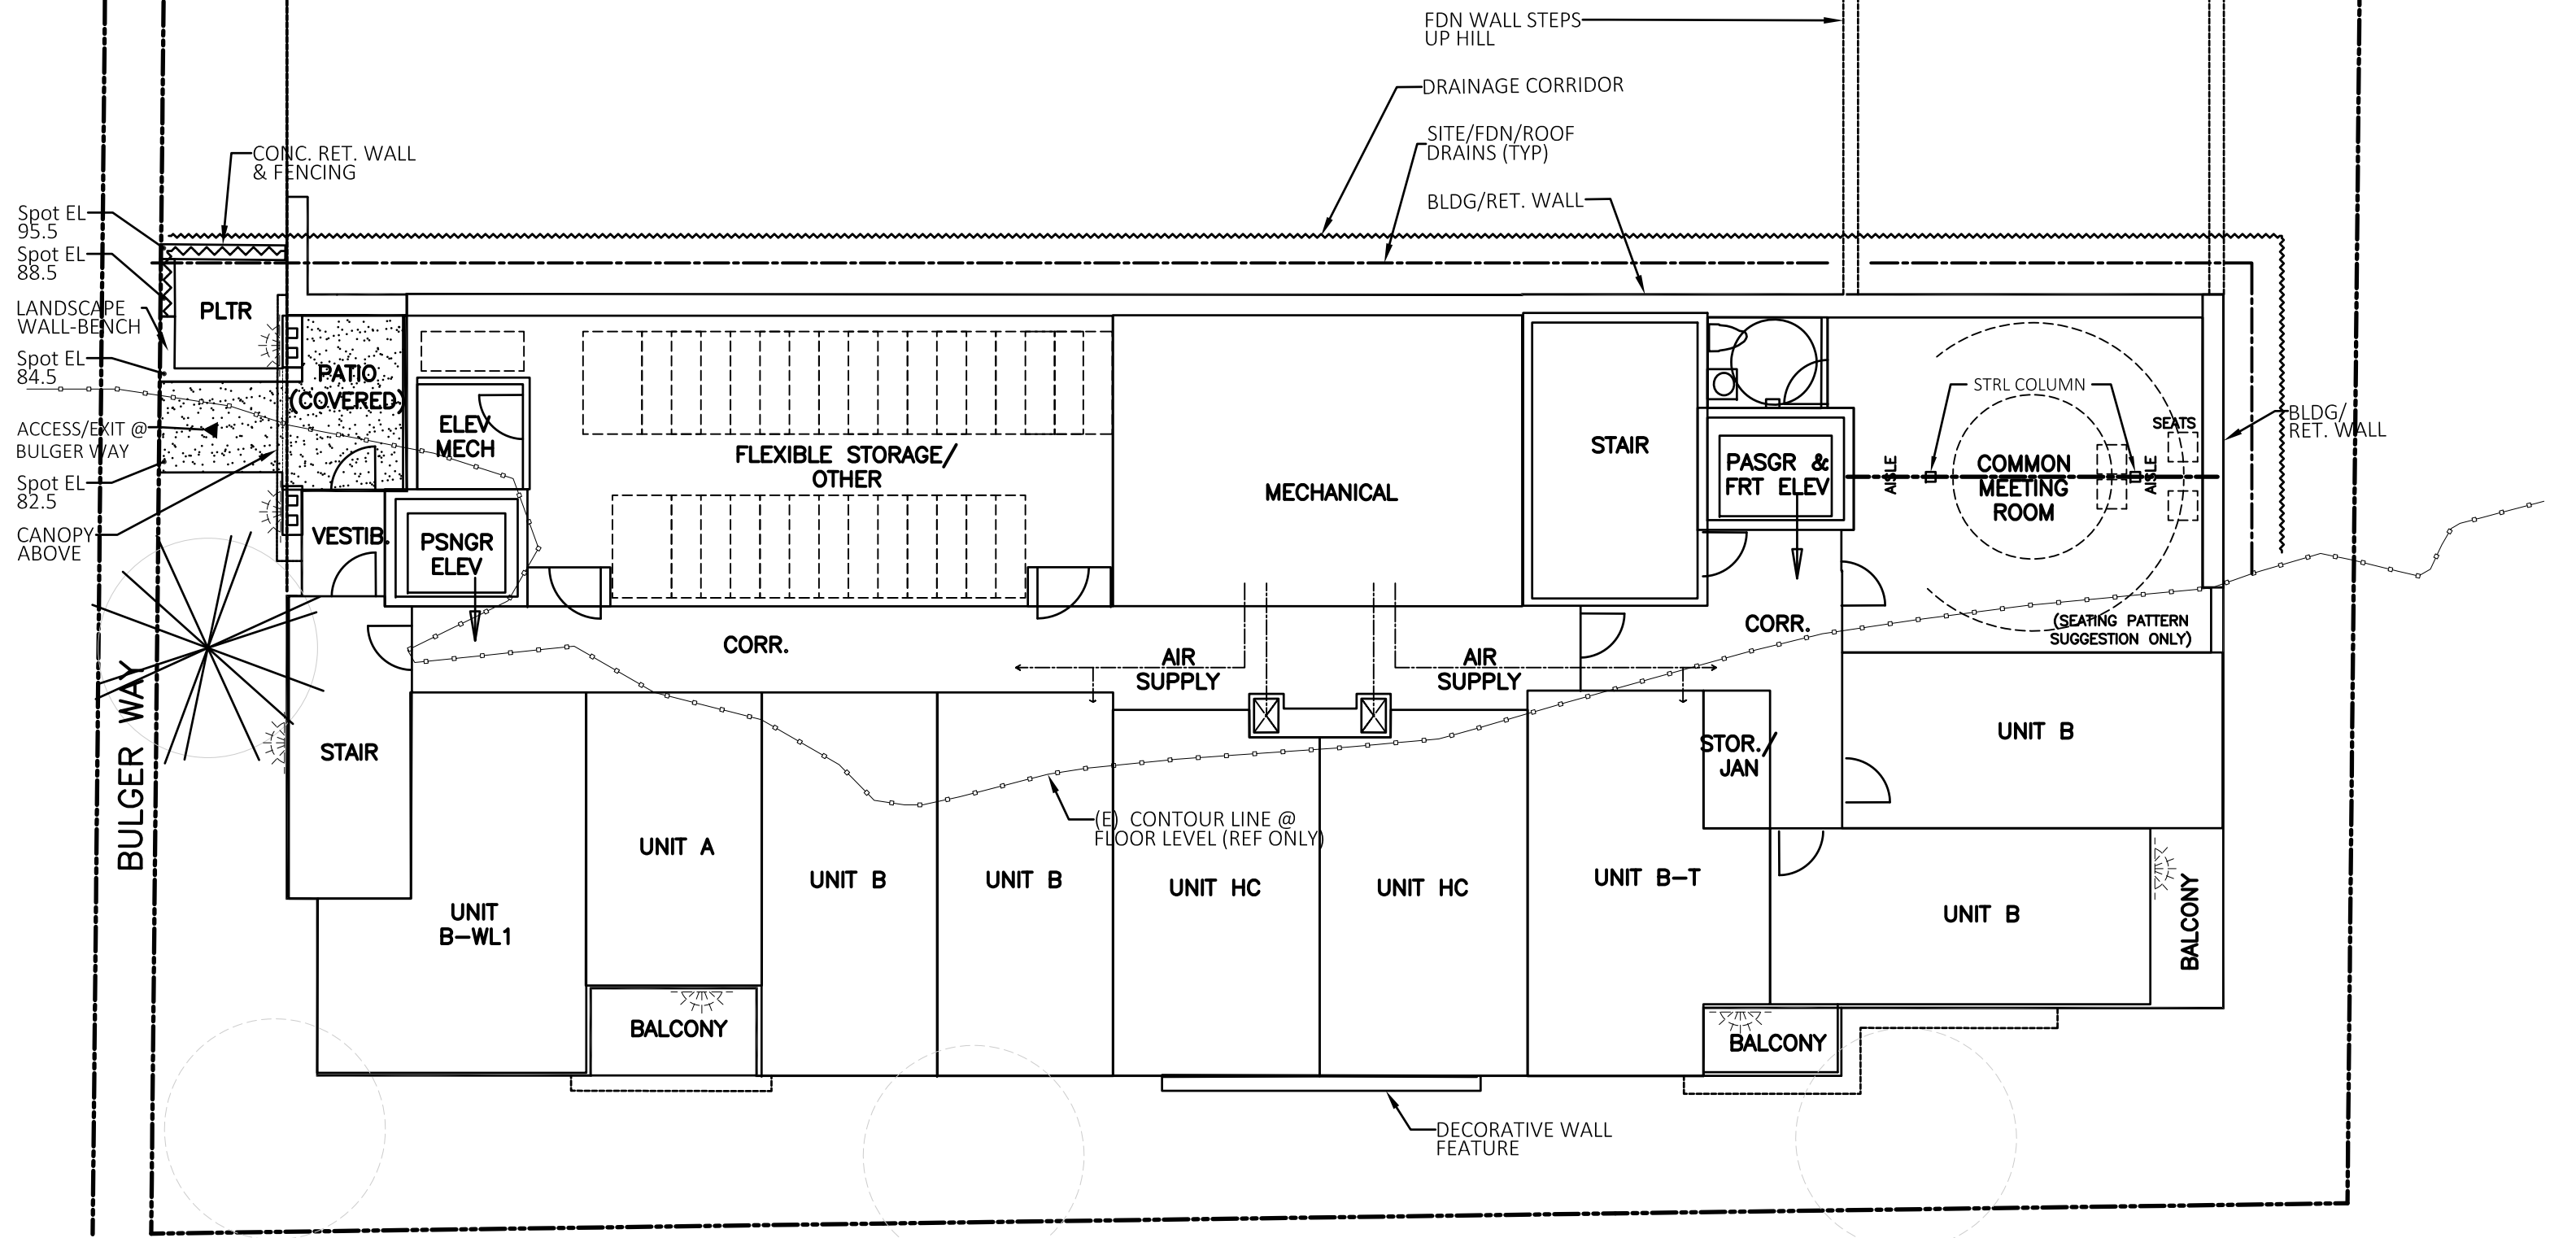 FDN WALL STEPS
UP HILL
DRAINAGE CORRIDOR
SITE/FDN/ROOF
DRAINS (TYP)
CONC. RET. WALL
& FENCING
BLDG/RET. WALL
Spot EL
95.5
Spot EL
88.5
LANDSCAPE
WALL-BENCH
Spot EL
84.5
ACCESS/EXIT @
BULGER WAY
Spot EL
82.5
CANOPY
ABOVE
PLTR
PATIO
(COVERED)
ELEV
MECH
VESTIB.
PSNGR
ELEV
FLEXIBLE STORAGE/
OTHER
MECHANICAL
STAIR
PASGR &
FRT ELEV
STRL COLUMN
SEATS
AISLE
COMMON
MEETING
ROOM
AISLE
BLDG/
RET. WALL
(SEATING PATTERN
SUGGESTION ONLY)
CORR.
AIR
SUPPLY
AIR
SUPPLY
CORR.
BULGER WAY
STAIR
STOR./
JAN
UNIT B
(E) CONTOUR LINE @
FLOOR LEVEL (REF ONLY)
UNIT
B-WL1
UNIT A
UNIT B
UNIT B
UNIT HC
UNIT HC
UNIT B-T
UNIT B
BALCONY
BALCONY
BALCONY
DECORATIVE WALL
FEATURE